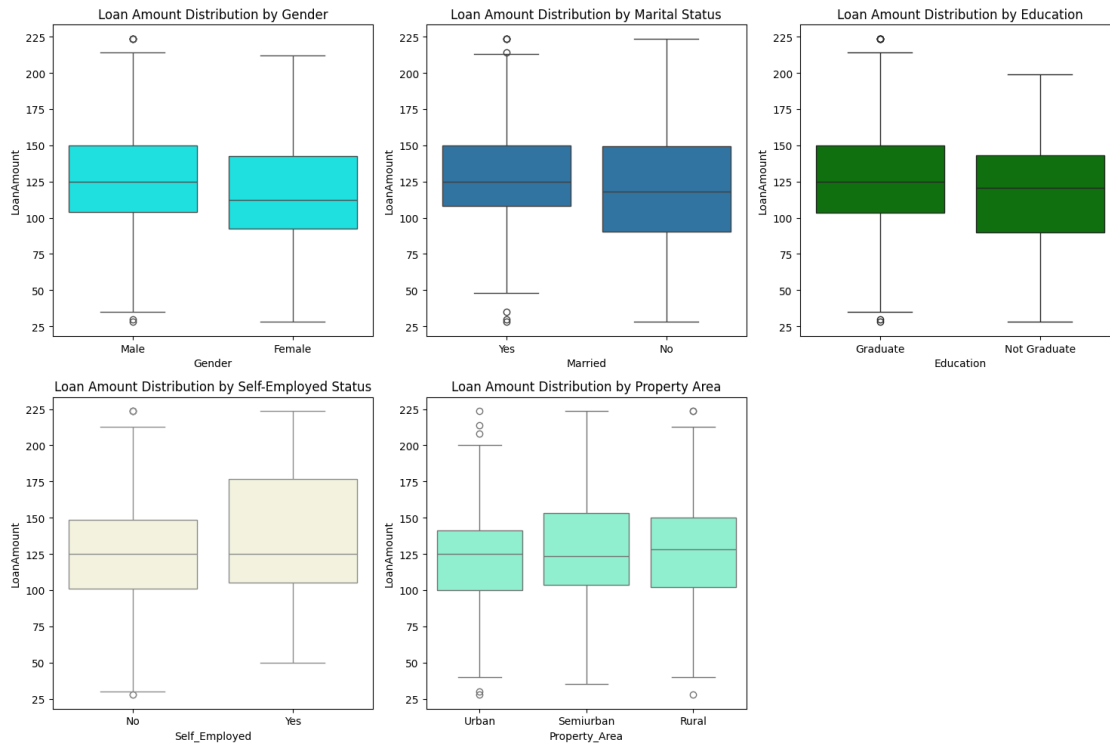 Loan Amount Distribution by Gender
LoanAmount
225
200
175
150
125
100
75
50
25
Male Female
Gender
Loan Amount Distribution by Marital Status
LoanAmount
225
200
175
150
125
100
75
50
25
Yes No
Married
Loan Amount Distribution by Education
LoanAmount
225
200
175
150
125
100
75
50
25
Graduate Not Graduate
Education
Loan Amount Distribution by Self-Employed Status
LoanAmount
225
200
175
150
125
100
75
50
25
No Yes
Self_Employed
Loan Amount Distribution by Property Area
LoanAmount
225
200
175
150
125
100
75
50
25
Urban Semiurban Rural
Property_Area